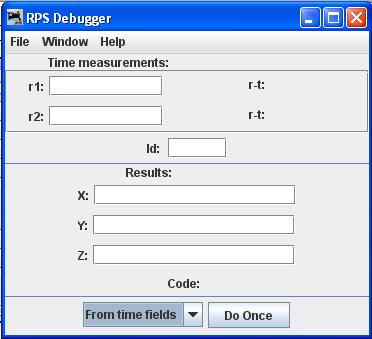 RPS Debugger
File Window Help
Time measurements:
r1: r-t:
r2: r-t:
Id:
Results:
X:
Y:
Z:
Code:
From time fields Do Once